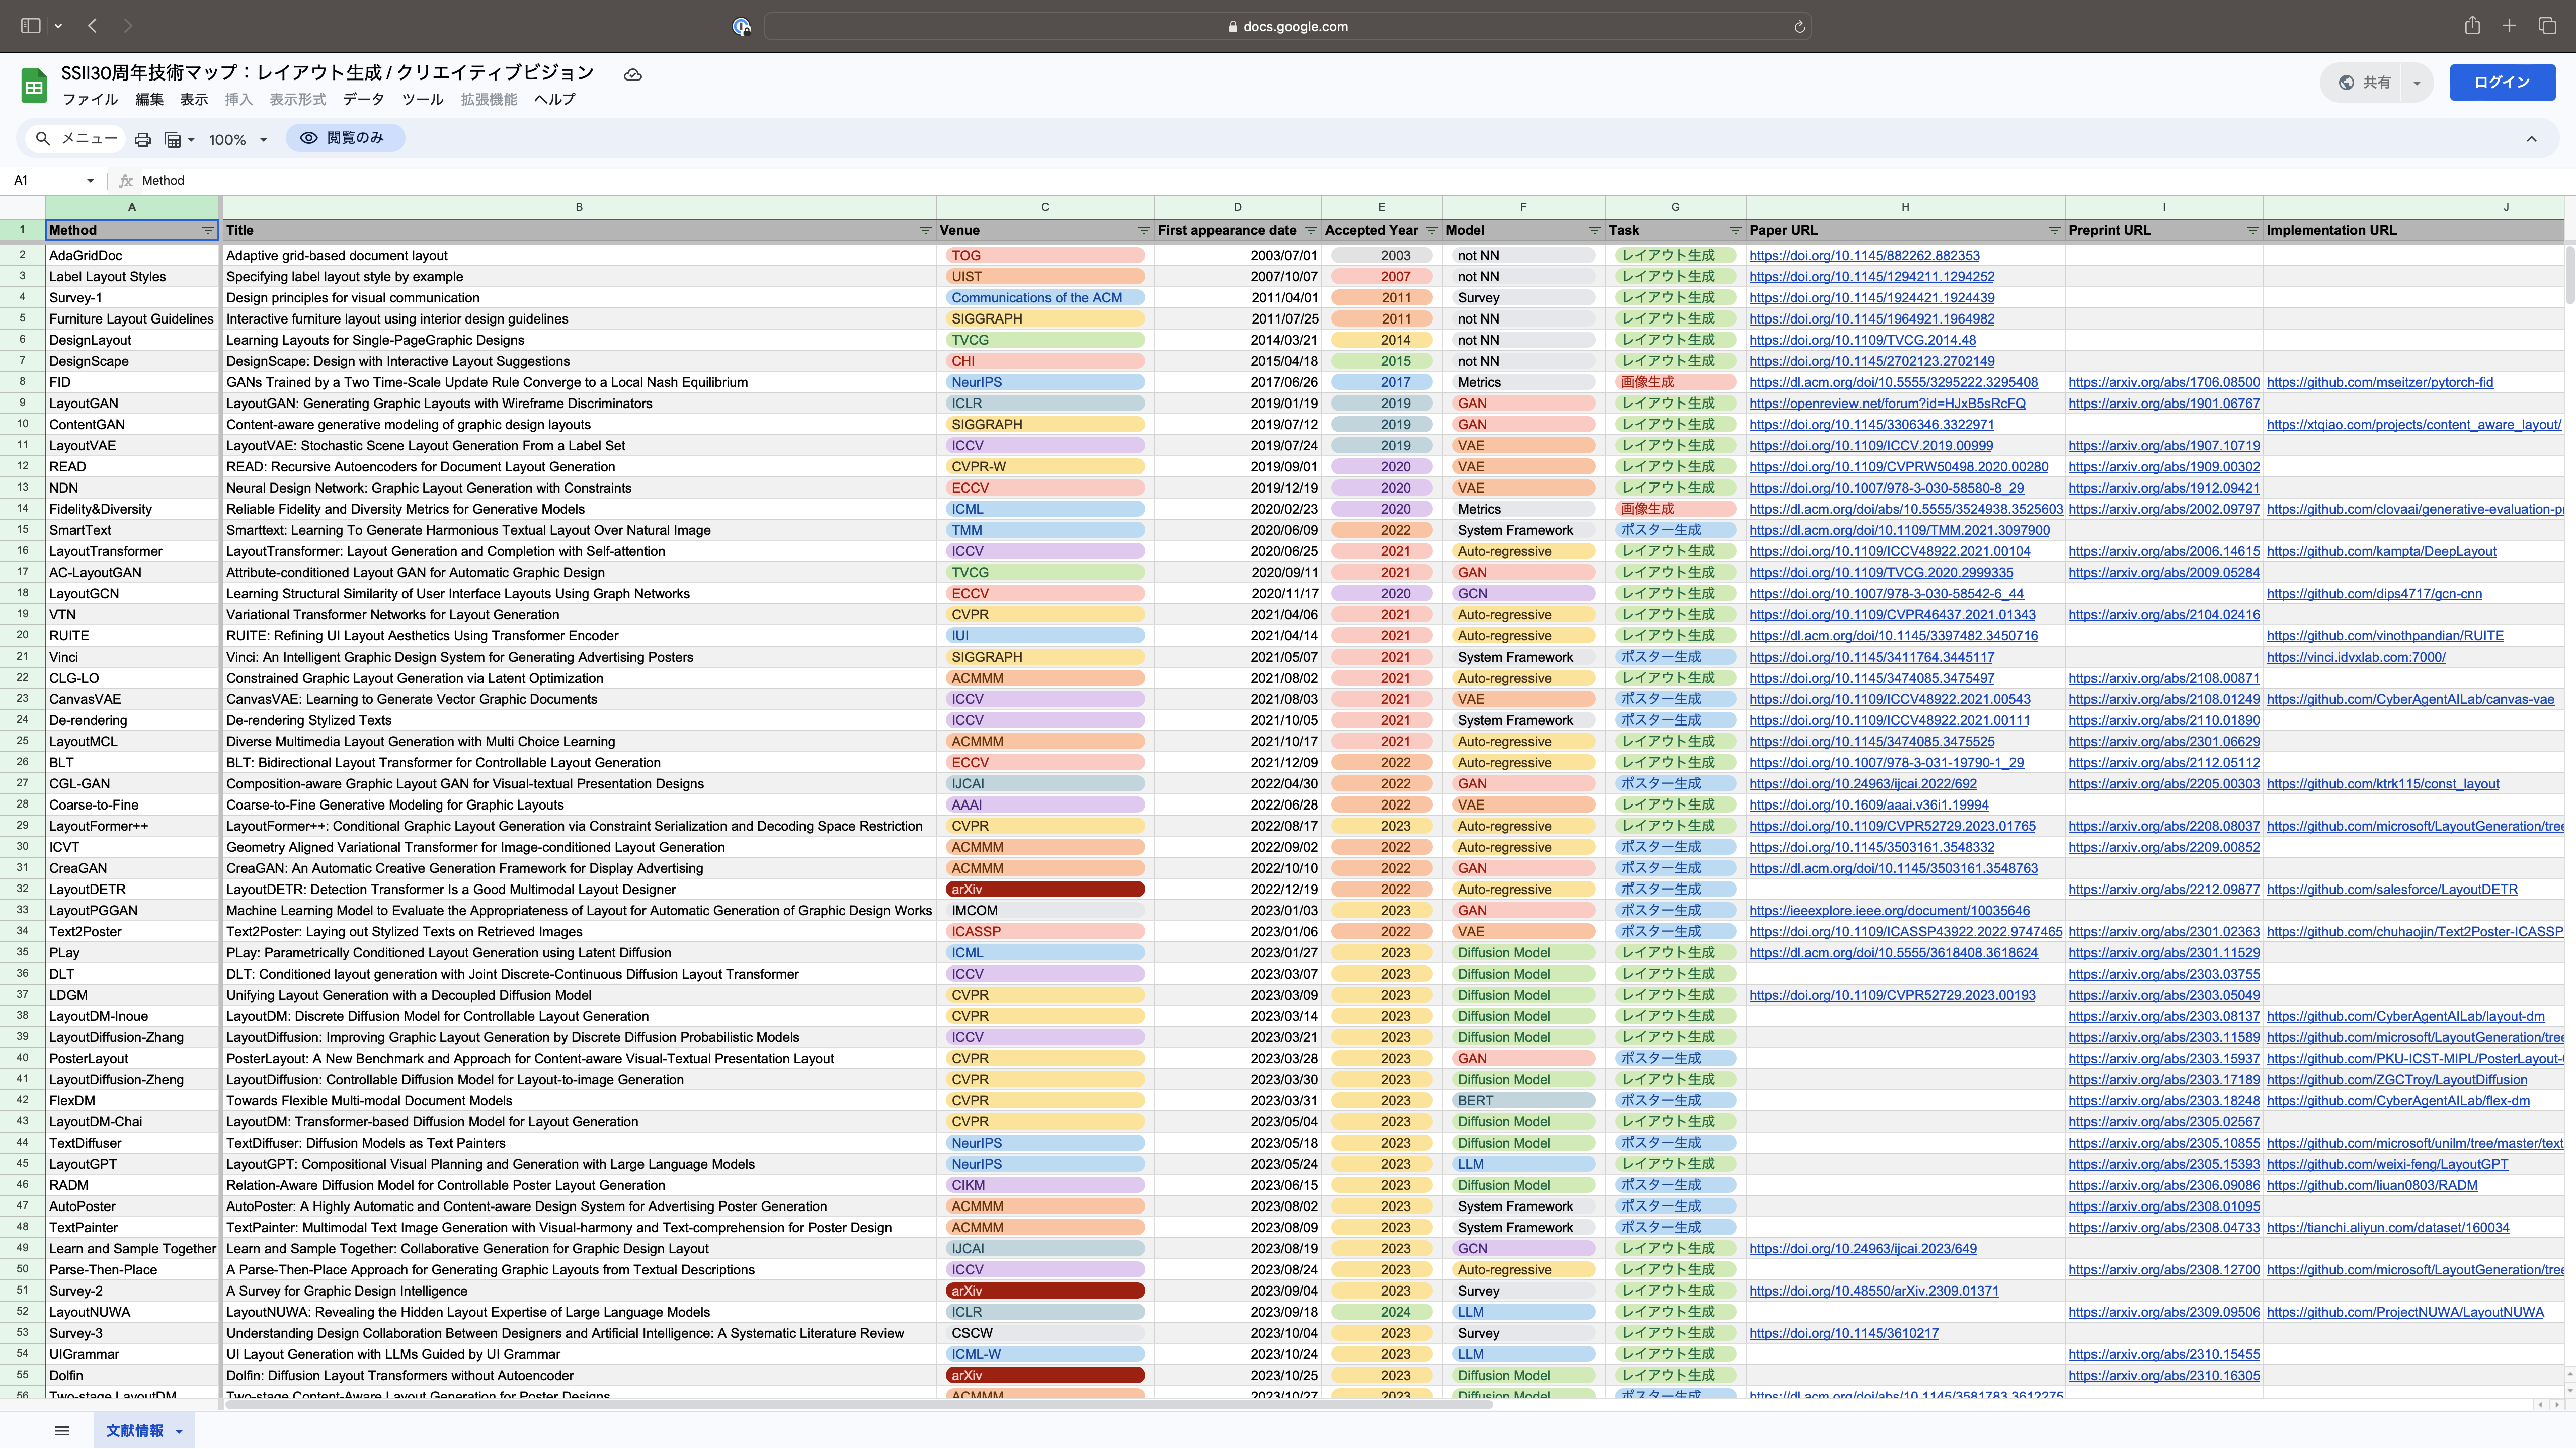 docs.google.com
SSII30周年技術マップ：レイアウト生成 / クリエイティブビジョン
ファイル 編集 表示 挿入 表示形式 データ ツール 拡張機能 ヘルプ
共有
ログイン
メニュー 100% 閲覧のみ
A1 fx Method
A B C D E F G H I J
1 Method Title Venue First appearance date Accepted Year Model Task Paper URL Preprint URL Implementation URL
2 AdaGridDoc Adaptive grid-based document layout TOG 2003/07/01 2003 not NN レイアウト生成 https://doi.org/10.1145/882262.882353
3 Label Layout Styles Specifying label layout style by example UIST 2007/10/07 2007 not NN レイアウト生成 https://doi.org/10.1145/1294211.1294252
4 Survey-1 Design principles for visual communication Communications of the ACM 2011/04/01 2011 Survey レイアウト生成 https://doi.org/10.1145/1924421.1924439
5 Furniture Layout Guidelines Interactive furniture layout using interior design guidelines SIGGRAPH 2011/07/25 2011 not NN レイアウト生成 https://doi.org/10.1145/1964921.1964982
6 DesignLayout Learning Layouts for Single-PageGraphic Designs TVCG 2014/03/21 2014 not NN レイアウト生成 https://doi.org/10.1109/TVCG.2014.48
7 DesignScape DesignScape: Design with Interactive Layout Suggestions CHI 2015/04/18 2015 not NN レイアウト生成 https://doi.org/10.1145/2702123.2702149
8 FID GANs Trained by a Two Time-Scale Update Rule Converge to a Local Nash Equilibrium NeurIPS 2017/06/26 2017 Metrics 画像生成 https://dl.acm.org/doi/10.5555/3295222.3295408 https://arxiv.org/abs/1706.08500 https://github.com/mseitzer/pytorch-fid
9 LayoutGAN LayoutGAN: Generating Graphic Layouts with Wireframe Discriminators ICLR 2019/01/19 2019 GAN レイアウト生成 https://openreview.net/forum?id=HJxB5sRcFQ https://arxiv.org/abs/1901.06767
10 ContentGAN Content-aware generative modeling of graphic design layouts SIGGRAPH 2019/07/12 2019 GAN レイアウト生成 https://doi.org/10.1145/3306346.3322971 https://xtqiao.com/projects/content_aware_layout/
11 LayoutVAE LayoutVAE: Stochastic Scene Layout Generation From a Label Set ICCV 2019/07/24 2019 VAE レイアウト生成 https://doi.org/10.1109/ICCV.2019.00999 https://arxiv.org/abs/1907.10719
12 READ READ: Recursive Autoencoders for Document Layout Generation CVPR-W 2019/09/01 2020 VAE レイアウト生成 https://doi.org/10.1109/CVPRW50498.2020.00280 https://arxiv.org/abs/1909.00302
13 NDN Neural Design Network: Graphic Layout Generation with Constraints ECCV 2019/12/19 2020 VAE レイアウト生成 https://doi.org/10.1007/978-3-030-58580-8_29 https://arxiv.org/abs/1912.09421
14 Fidelity&Diversity Reliable Fidelity and Diversity Metrics for Generative Models ICML 2020/02/23 2020 Metrics 画像生成 https://dl.acm.org/doi/abs/10.5555/3524938.3525603 https://arxiv.org/abs/2002.09797 https://github.com/clovaai/generative-evaluation-p
15 SmartText Smarttext: Learning To Generate Harmonious Textual Layout Over Natural Image TMM 2020/06/09 2022 System Framework ポスター生成 https://dl.acm.org/doi/10.1109/TMM.2021.3097900
16 LayoutTransformer LayoutTransformer: Layout Generation and Completion with Self-attention ICCV 2020/06/25 2021 Auto-regressive レイアウト生成 https://doi.org/10.1109/ICCV48922.2021.00104 https://arxiv.org/abs/2006.14615 https://github.com/kampta/DeepLayout
17 AC-LayoutGAN Attribute-conditioned Layout GAN for Automatic Graphic Design TVCG 2020/09/11 2021 GAN レイアウト生成 https://doi.org/10.1109/TVCG.2020.2999335 https://arxiv.org/abs/2009.05284
18 LayoutGCN Learning Structural Similarity of User Interface Layouts Using Graph Networks ECCV 2020/11/17 2020 GCN レイアウト生成 https://doi.org/10.1007/978-3-030-58542-6_44 https://github.com/dips4717/gcn-cnn
19 VTN Variational Transformer Networks for Layout Generation CVPR 2021/04/06 2021 Auto-regressive レイアウト生成 https://doi.org/10.1109/CVPR46437.2021.01343 https://arxiv.org/abs/2104.02416
20 RUITE RUITE: Refining UI Layout Aesthetics Using Transformer Encoder IUI 2021/04/14 2021 Auto-regressive レイアウト生成 https://dl.acm.org/doi/10.1145/3397482.3450716 https://github.com/vinothpandian/RUITE
21 Vinci Vinci: An Intelligent Graphic Design System for Generating Advertising Posters SIGGRAPH 2021/05/07 2021 System Framework ポスター生成 https://doi.org/10.1145/3411764.3445117 https://vinci.idvxlab.com:7000/
22 CLG-LO Constrained Graphic Layout Generation via Latent Optimization ACMMM 2021/08/02 2021 Auto-regressive レイアウト生成 https://doi.org/10.1145/3474085.3475497 https://arxiv.org/abs/2108.00871
23 CanvasVAE CanvasVAE: Learning to Generate Vector Graphic Documents ICCV 2021/08/03 2021 VAE ポスター生成 https://doi.org/10.1109/ICCV48922.2021.00543 https://arxiv.org/abs/2108.01249 https://github.com/CyberAgentAILab/canvas-vae
24 De-rendering De-rendering Stylized Texts ICCV 2021/10/05 2021 System Framework ポスター生成 https://doi.org/10.1109/ICCV48922.2021.00111 https://arxiv.org/abs/2110.01890
25 LayoutMCL Diverse Multimedia Layout Generation with Multi Choice Learning ACMMM 2021/10/17 2021 Auto-regressive レイアウト生成 https://doi.org/10.1145/3474085.3475525 https://arxiv.org/abs/2301.06629
26 BLT BLT: Bidirectional Layout Transformer for Controllable Layout Generation ECCV 2021/12/09 2022 Auto-regressive レイアウト生成 https://doi.org/10.1007/978-3-031-19790-1_29 https://arxiv.org/abs/2112.05112
27 CGL-GAN Composition-aware Graphic Layout GAN for Visual-textual Presentation Designs IJCAI 2022/04/30 2022 GAN ポスター生成 https://doi.org/10.24963/ijcai.2022/692 https://arxiv.org/abs/2205.00303 https://github.com/ktrk115/const_layout
28 Coarse-to-Fine Coarse-to-Fine Generative Modeling for Graphic Layouts AAAI 2022/06/28 2022 VAE レイアウト生成 https://doi.org/10.1609/aaai.v36i1.19994
29 LayoutFormer++ LayoutFormer++: Conditional Graphic Layout Generation via Constraint Serialization and Decoding Space Restriction CVPR 2022/08/17 2023 Auto-regressive レイアウト生成 https://doi.org/10.1109/CVPR52729.2023.01765 https://arxiv.org/abs/2208.08037 https://github.com/microsoft/LayoutGeneration/tree
30 ICVT Geometry Aligned Variational Transformer for Image-conditioned Layout Generation ACMMM 2022/09/02 2022 Auto-regressive ポスター生成 https://doi.org/10.1145/3503161.3548332 https://arxiv.org/abs/2209.00852
31 CreaGAN CreaGAN: An Automatic Creative Generation Framework for Display Advertising ACMMM 2022/10/10 2022 GAN ポスター生成 https://dl.acm.org/doi/10.1145/3503161.3548763
32 LayoutDETR LayoutDETR: Detection Transformer Is a Good Multimodal Layout Designer arXiv 2022/12/19 2022 Auto-regressive ポスター生成 https://arxiv.org/abs/2212.09877 https://github.com/salesforce/LayoutDETR
33 LayoutPGGAN Machine Learning Model to Evaluate the Appropriateness of Layout for Automatic Generation of Graphic Design Works IMCOM 2023/01/03 2023 GAN ポスター生成 https://ieeexplore.ieee.org/document/10035646
34 Text2Poster Text2Poster: Laying out Stylized Texts on Retrieved Images ICASSP 2023/01/06 2022 VAE ポスター生成 https://doi.org/10.1109/ICASSP43922.2022.9747465 https://arxiv.org/abs/2301.02363 https://github.com/chuhaojin/Text2Poster-ICASSP
35 PLay PLay: Parametrically Conditioned Layout Generation using Latent Diffusion ICML 2023/01/27 2023 Diffusion Model レイアウト生成 https://dl.acm.org/doi/10.5555/3618408.3618624 https://arxiv.org/abs/2301.11529
36 DLT DLT: Conditioned layout generation with Joint Discrete-Continuous Diffusion Layout Transformer ICCV 2023/03/07 2023 Diffusion Model レイアウト生成 https://arxiv.org/abs/2303.03755
37 LDGM Unifying Layout Generation with a Decoupled Diffusion Model CVPR 2023/03/09 2023 Diffusion Model レイアウト生成 https://doi.org/10.1109/CVPR52729.2023.00193 https://arxiv.org/abs/2303.05049
38 LayoutDM-Inoue LayoutDM: Discrete Diffusion Model for Controllable Layout Generation CVPR 2023/03/14 2023 Diffusion Model レイアウト生成 https://arxiv.org/abs/2303.08137 https://github.com/CyberAgentAILab/layout-dm
39 LayoutDiffusion-Zhang LayoutDiffusion: Improving Graphic Layout Generation by Discrete Diffusion Probabilistic Models ICCV 2023/03/21 2023 Diffusion Model レイアウト生成 https://arxiv.org/abs/2303.11589 https://github.com/microsoft/LayoutGeneration/tree
40 PosterLayout PosterLayout: A New Benchmark and Approach for Content-aware Visual-Textual Presentation Layout CVPR 2023/03/28 2023 GAN ポスター生成 https://arxiv.org/abs/2303.15937 https://github.com/PKU-ICST-MIPL/PosterLayout-
41 LayoutDiffusion-Zheng LayoutDiffusion: Controllable Diffusion Model for Layout-to-image Generation CVPR 2023/03/30 2023 Diffusion Model レイアウト生成 https://arxiv.org/abs/2303.17189 https://github.com/ZGCTroy/LayoutDiffusion
42 FlexDM Towards Flexible Multi-modal Document Models CVPR 2023/03/31 2023 BERT ポスター生成 https://arxiv.org/abs/2303.18248 https://github.com/CyberAgentAILab/flex-dm
43 LayoutDM-Chai LayoutDM: Transformer-based Diffusion Model for Layout Generation CVPR 2023/05/04 2023 Diffusion Model レイアウト生成 https://arxiv.org/abs/2305.02567
44 TextDiffuser TextDiffuser: Diffusion Models as Text Painters NeurIPS 2023/05/18 2023 Diffusion Model ポスター生成 https://arxiv.org/abs/2305.10855 https://github.com/microsoft/unilm/tree/master/text
45 LayoutGPT LayoutGPT: Compositional Visual Planning and Generation with Large Language Models NeurIPS 2023/05/24 2023 LLM レイアウト生成 https://arxiv.org/abs/2305.15393 https://github.com/weixi-feng/LayoutGPT
46 RADM Relation-Aware Diffusion Model for Controllable Poster Layout Generation CIKM 2023/06/15 2023 Diffusion Model ポスター生成 https://arxiv.org/abs/2306.09086 https://github.com/liuan0803/RADM
47 AutoPoster AutoPoster: A Highly Automatic and Content-aware Design System for Advertising Poster Generation ACMMM 2023/08/02 2023 System Framework ポスター生成 https://arxiv.org/abs/2308.01095
48 TextPainter TextPainter: Multimodal Text Image Generation with Visual-harmony and Text-comprehension for Poster Design ACMMM 2023/08/09 2023 System Framework ポスター生成 https://arxiv.org/abs/2308.04733 https://tianchi.aliyun.com/dataset/160034
49 Learn and Sample Together Learn and Sample Together: Collaborative Generation for Graphic Design Layout IJCAI 2023/08/19 2023 GCN レイアウト生成 https://doi.org/10.24963/ijcai.2023/649
50 Parse-Then-Place A Parse-Then-Place Approach for Generating Graphic Layouts from Textual Descriptions ICCV 2023/08/24 2023 Auto-regressive レイアウト生成 https://arxiv.org/abs/2308.12700 https://github.com/microsoft/LayoutGeneration/tree
51 Survey-2 A Survey for Graphic Design Intelligence arXiv 2023/09/04 2023 Survey レイアウト生成 https://doi.org/10.48550/arXiv.2309.01371
52 LayoutNUWA LayoutNUWA: Revealing the Hidden Layout Expertise of Large Language Models ICLR 2023/09/18 2024 LLM レイアウト生成 https://arxiv.org/abs/2309.09506 https://github.com/ProjectNUWA/LayoutNUWA
53 Survey-3 Understanding Design Collaboration Between Designers and Artificial Intelligence: A Systematic Literature Review CSCW 2023/10/04 2023 Survey レイアウト生成 https://doi.org/10.1145/3610217
54 UIGrammar UI Layout Generation with LLMs Guided by UI Grammar ICML-W 2023/10/24 2023 LLM レイアウト生成 https://arxiv.org/abs/2310.15455
55 Dolfin Dolfin: Diffusion Layout Transformers without Autoencoder arXiv 2023/10/25 2023 Diffusion Model レイアウト生成 https://arxiv.org/abs/2310.16305
56 Two-stage LayoutDM Two-stage Content-Aware Layout Generation for Poster Designs ACMMM 2023/10/27 2023 Diffusion Model ポスター生成 https://dl.acm.org/doi/abs/10.1145/3581783.3612275
文献情報